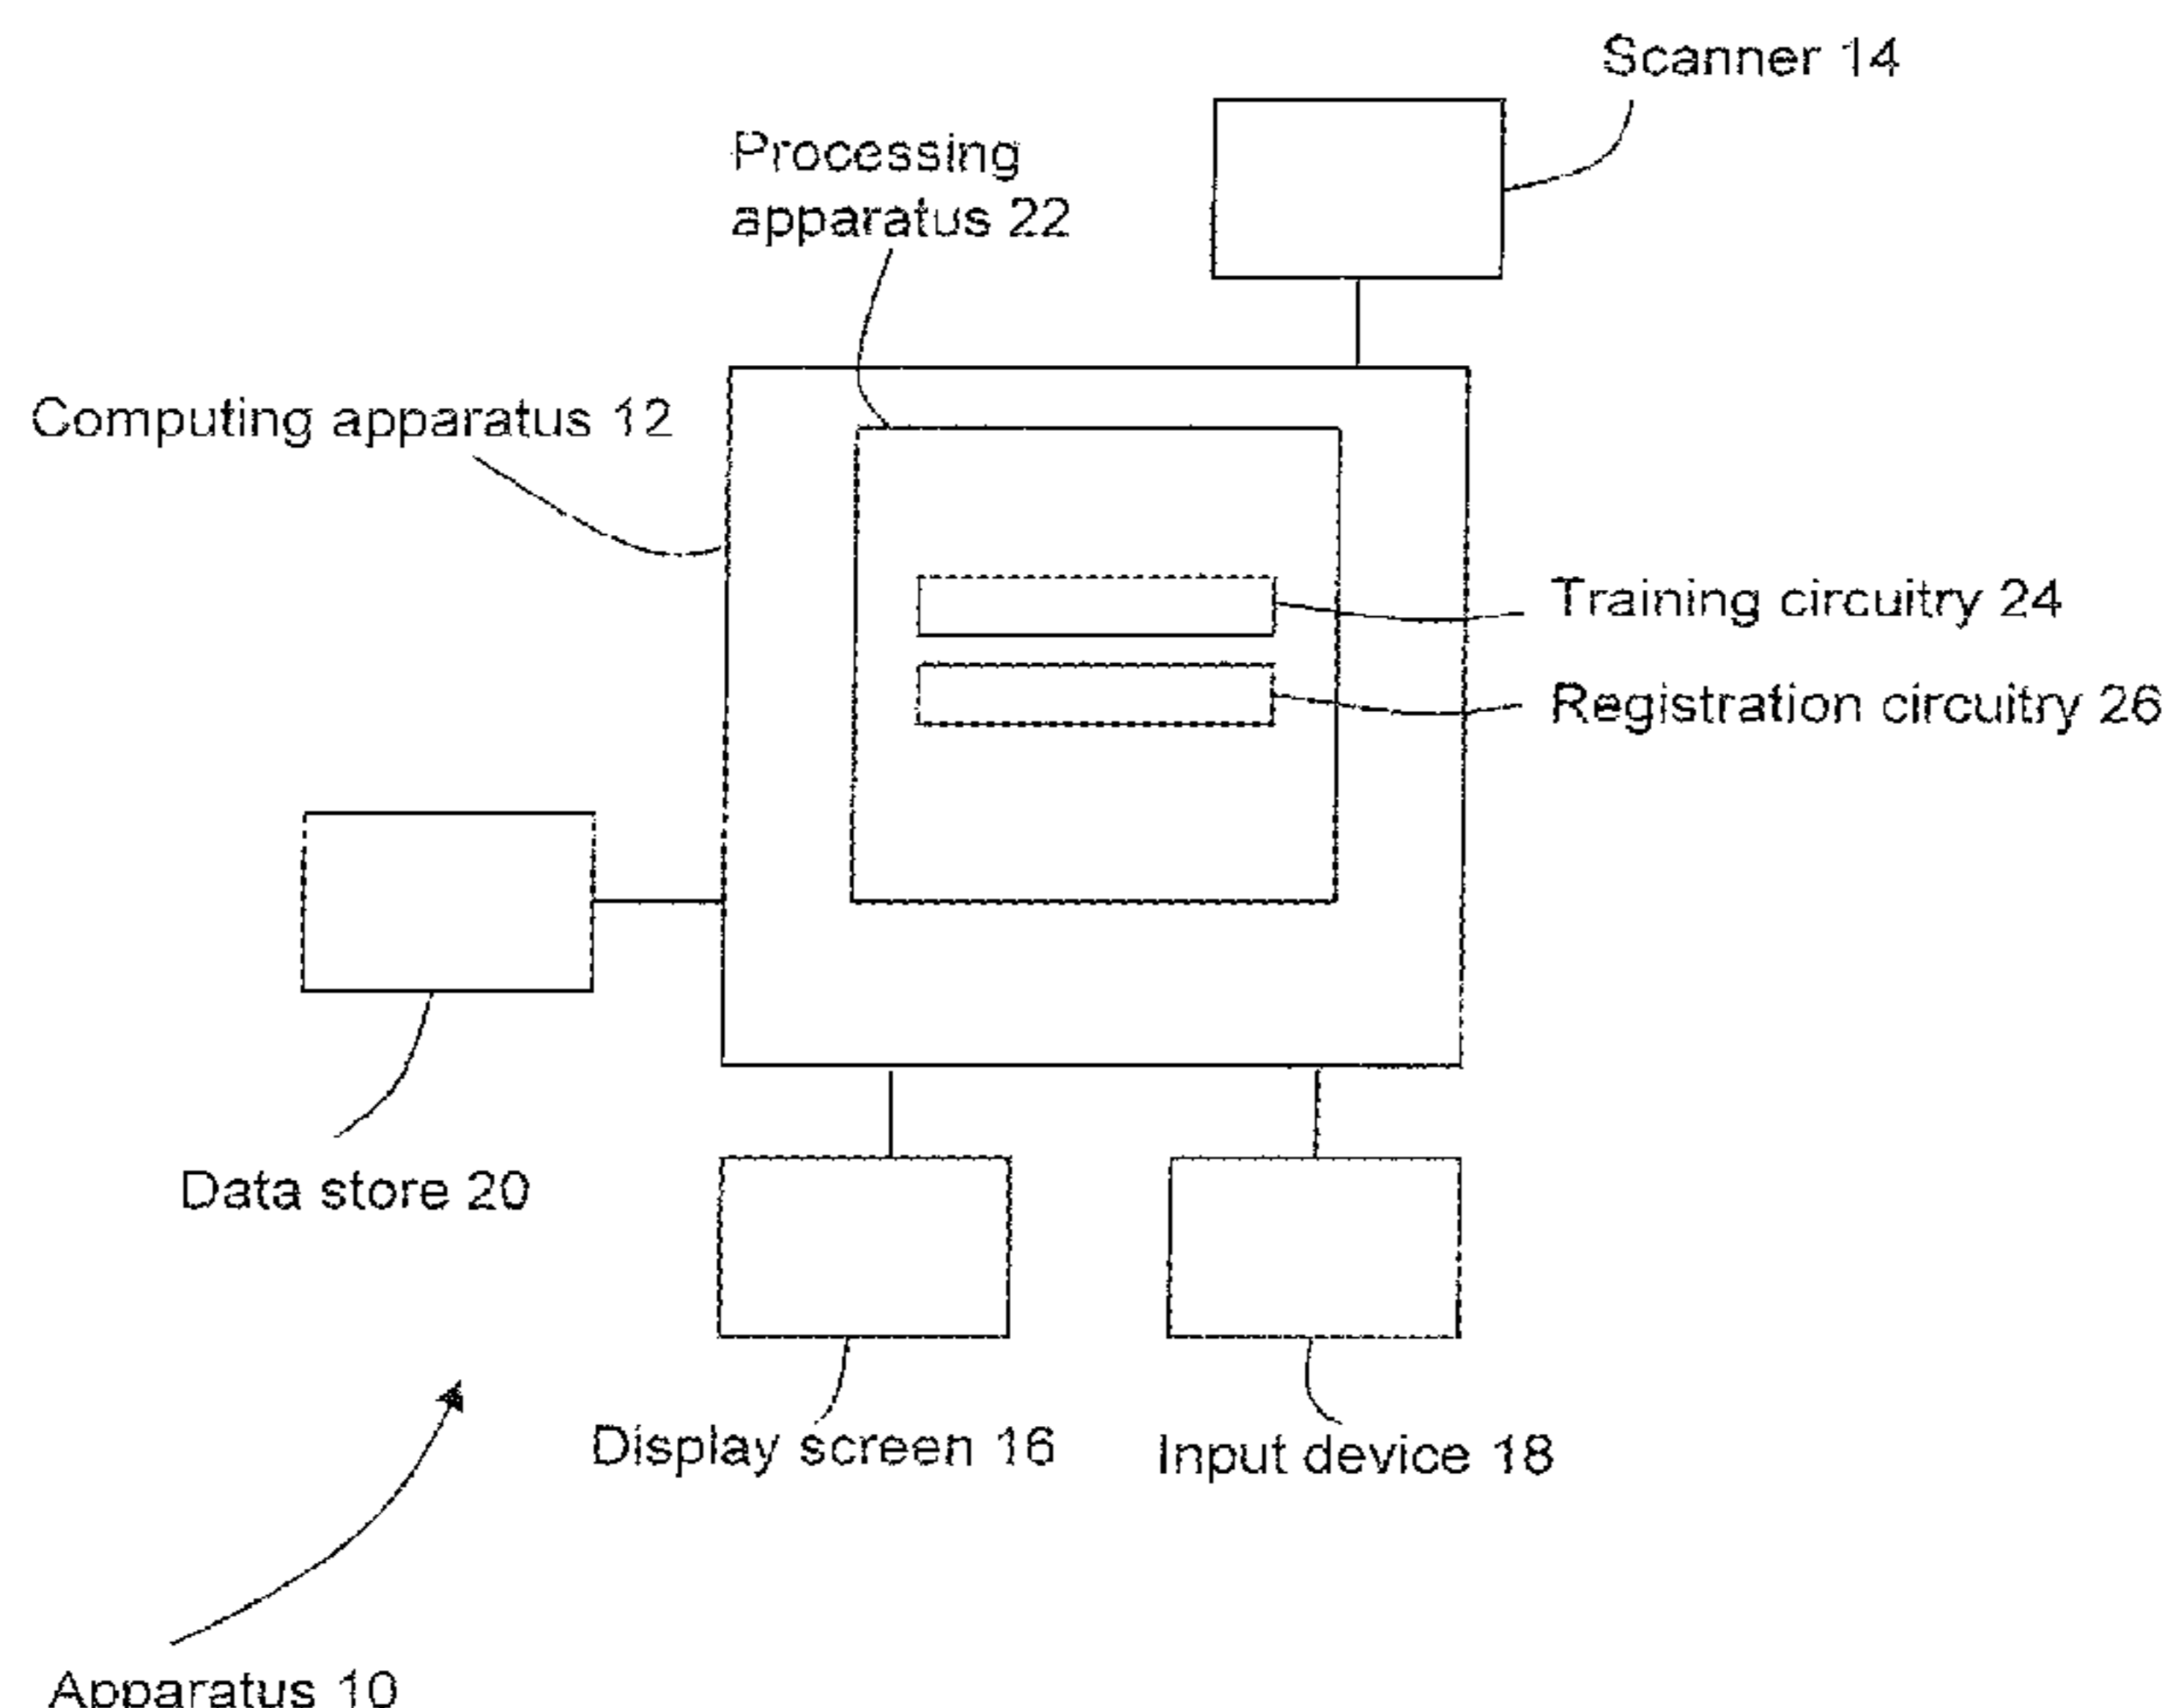 Scanner 14
Processing
apparatus 22
Computing apparatus 12
Training circuitry 24
Registration circuitry 26
Data store 20
Display screen 16
Input device 18
Apparatus 10